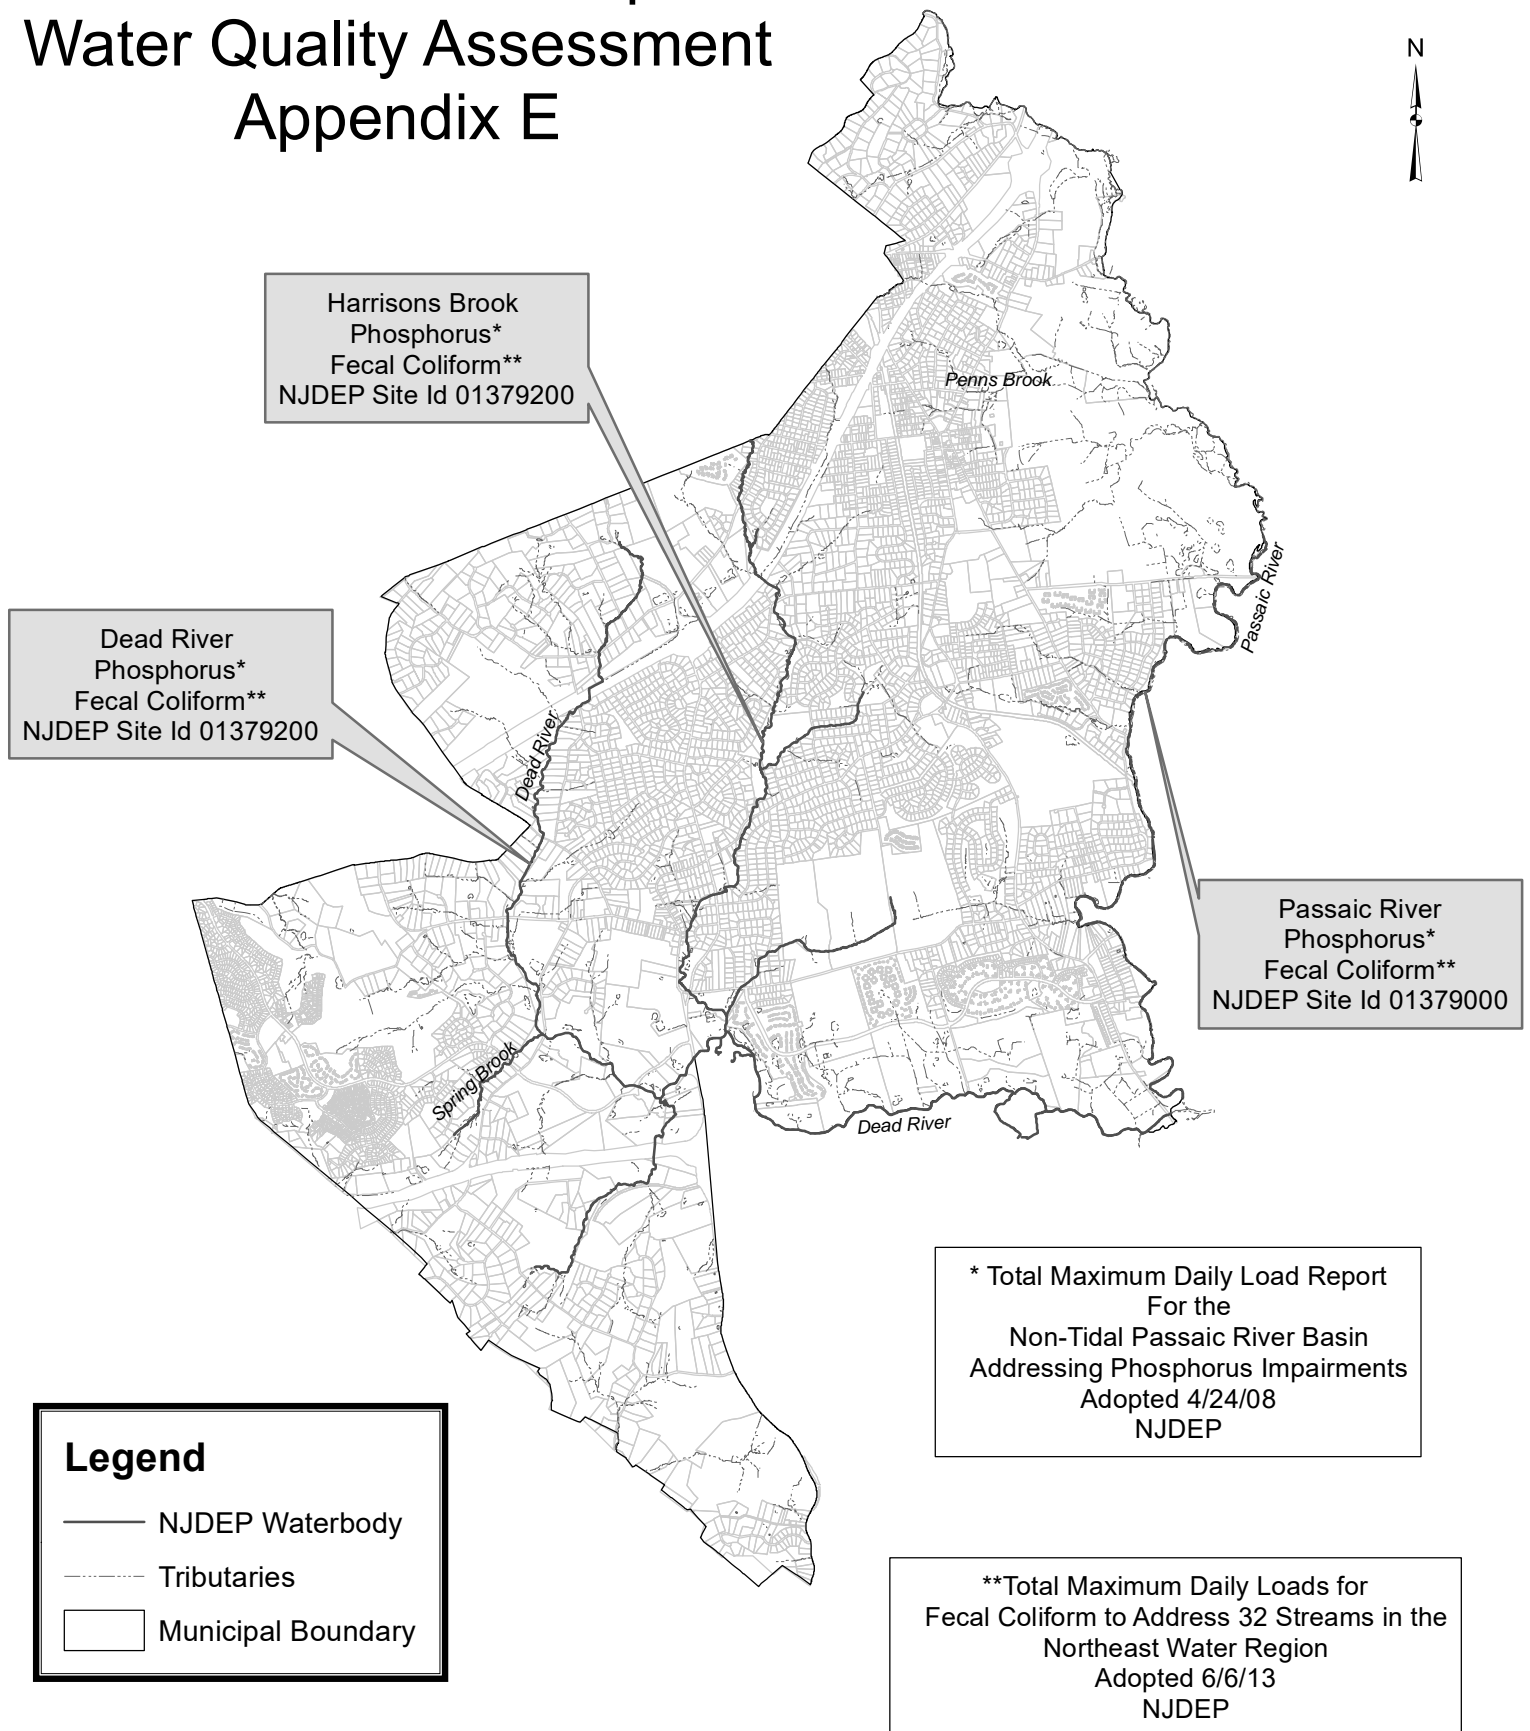 Water Quality Assessment
Appendix E
N
Harrisons Brook
Phosphorus*
Fecal Coliform**
NJDEP Site Id 01379200
Penns Brook
Passaic River
Dead River
Phosphorus*
Fecal Coliform**
NJDEP Site Id 01379200
Dead River
Passaic River
Phosphorus*
Fecal Coliform**
NJDEP Site Id 01379000
Spring Brook
Dead River
* Total Maximum Daily Load Report
For the
Non-Tidal Passaic River Basin
Addressing Phosphorus Impairments
Adopted 4/24/08
NJDEP
Legend
NJDEP Waterbody
Tributaries
Municipal Boundary
**Total Maximum Daily Loads for
Fecal Coliform to Address 32 Streams in the
Northeast Water Region
Adopted 6/6/13
NJDEP